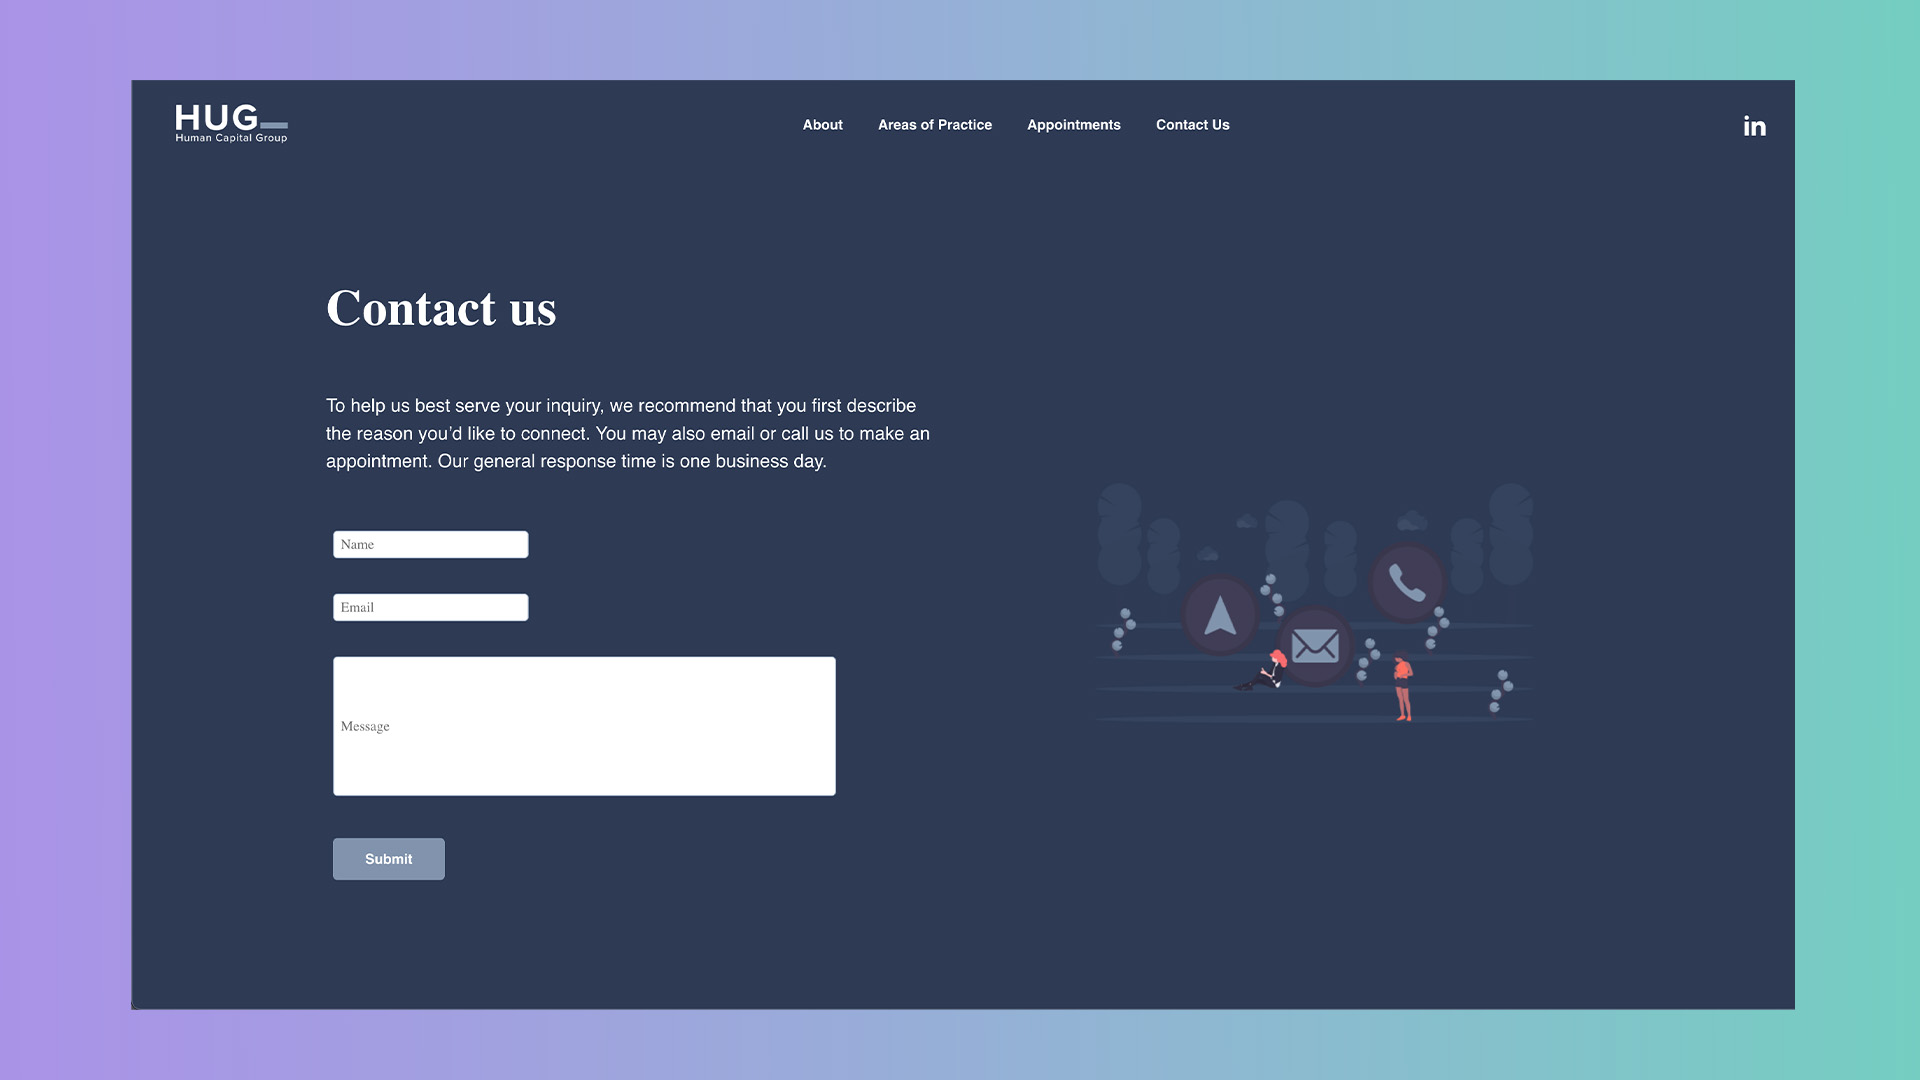 HUG_
Human Capital Group
About
Areas of Practice
Appointments
Contact Us
in
Contact us
To help us best serve your inquiry, we recommend that you first describe
the reason you’d like to connect. You may also email or call us to make an
appointment. Our general response time is one business day.
Name
Email
Message
Submit